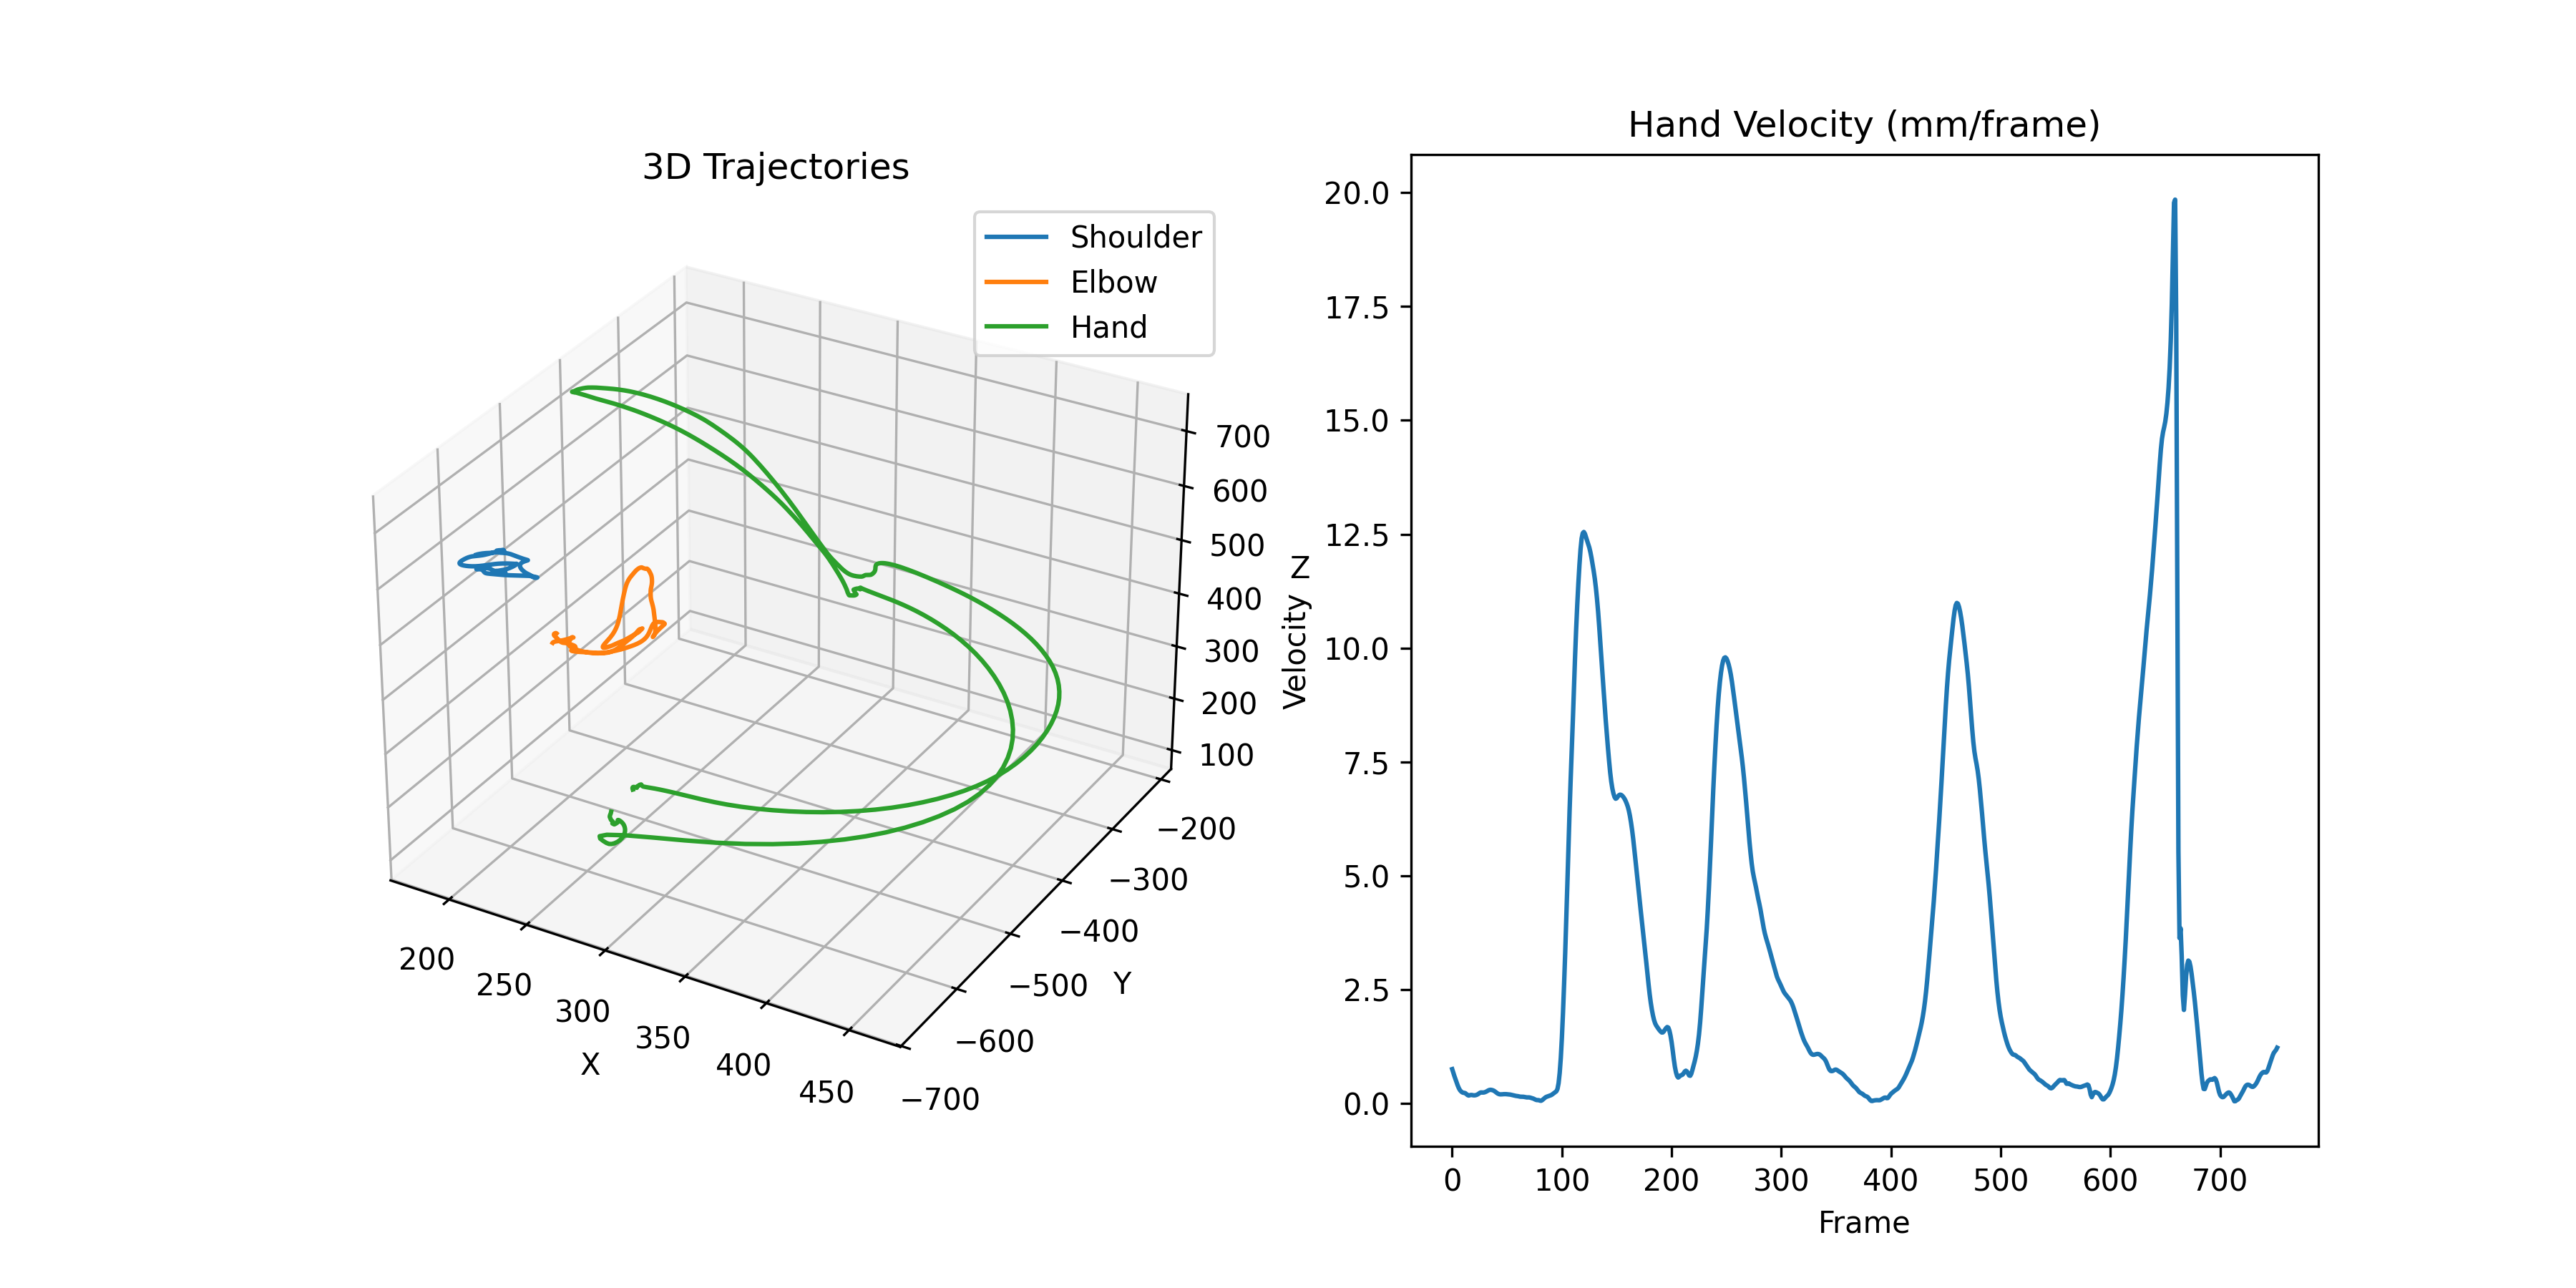 3D Trajectories
Shoulder
Elbow
Hand
700
600
500
400
300
200
100
Z
−200
−300
−400
−500
−600
−700
Y
200
250
300
350
400
450
X
Hand Velocity (mm/frame)
20.0
17.5
15.0
12.5
10.0
7.5
5.0
2.5
0.0
Velocity
0 100 200 300 400 500 600 700
Frame